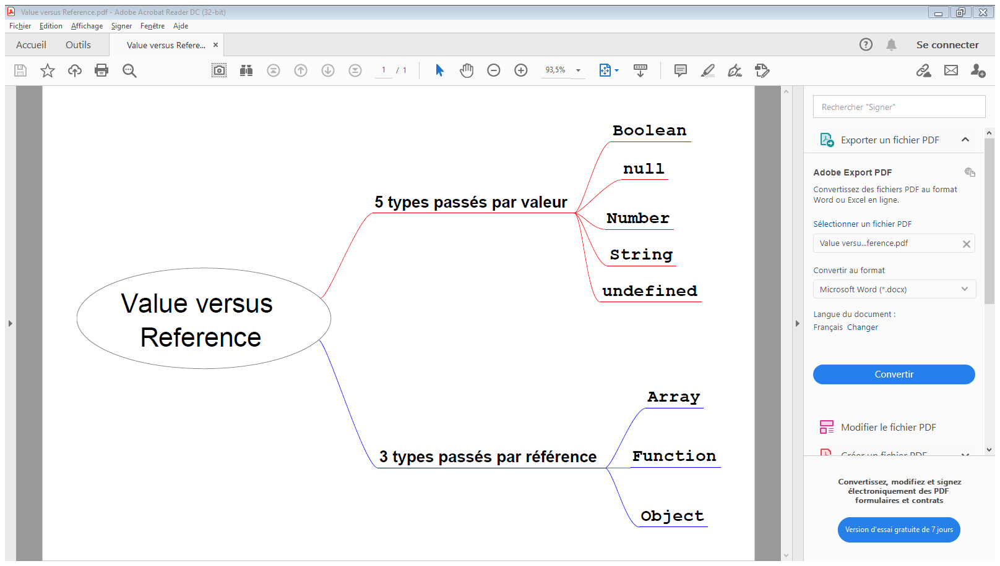 Value versus Reference.pdf - Adobe Acrobat Reader DC (32-bit)
Fichier Edition Affichage Signer Fenêtre Aide
Accueil Outils Value versus Refere... × Se connecter
1 / 1 93,5%
Rechercher "Signer"
Exporter un fichier PDF
Adobe Export PDF
Convertissez des fichiers PDF au format
Word ou Excel en ligne.
Sélectionner un fichier PDF
Value versu...ference.pdf
Convertir au format
Microsoft Word (*.docx)
Langue du document :
Français Changer
Convertir
Modifier le fichier PDF
Créer un fichier PDF
Convertissez, modifiez et signez
électroniquement des PDF
formulaires et contrats
Version d'essai gratuite de 7 jours
Value versus
Reference
5 types passés par valeur
Boolean
null
Number
String
undefined
3 types passés par référence
Array
Function
Object